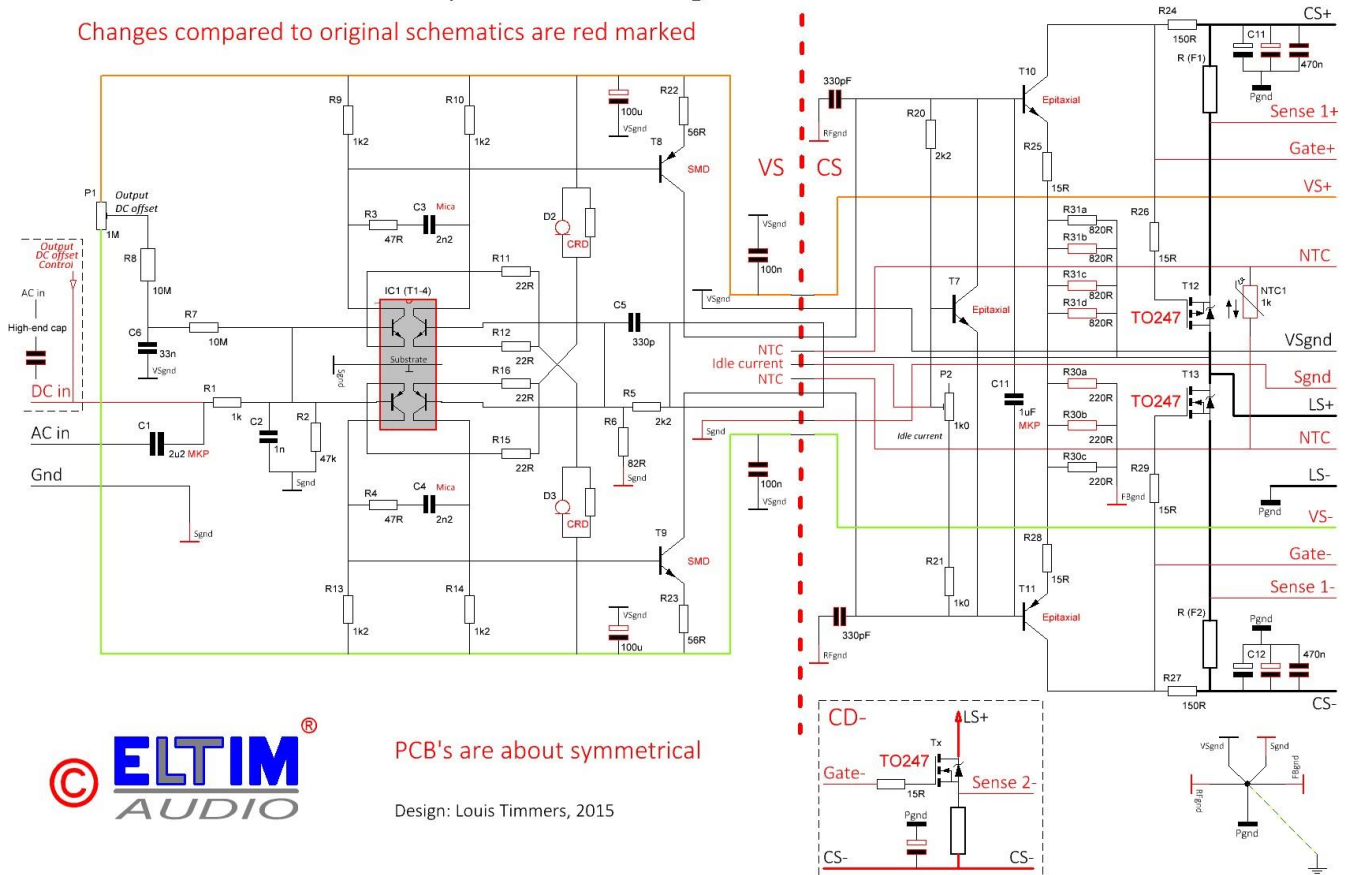 Changes compared to original schematics are red marked
R24
150R
CS+
C11
470n
Pgnd
R (F1)
Sense 1+
Gate+
VS+
330pF
RFgnd
T10
Epitaxial
R20
2k2
R25
15R
R9
1k2
R10
1k2
100u
VSgnd
R22
56R
T8
SMD
VS
CS
P1
1M
Output
DC offset
R3
47R
C3
Mica
2n2
D2
CRD
VSgnd
100n
R31a
820R
R31b
820R
R31c
820R
R31d
820R
R26
15R
NTC
Output
DC offset
Control
R8
10M
R11
22R
IC1 (T1-4)
C5
330p
VSgnd
T7
Epitaxial
T12
TO247
NTC1
1k
AC in
High-end cap
R7
10M
C6
33n
VSgnd
R12
22R
Substrate
Sgnd
R16
22R
NTC
Idle current
NTC
VSgnd
Sgnd
DC in
R1
1k
R5
2k2
R6
82R
Sgnd
Sgnd
P2
1k0
Idle current
C11
1uF
MKP
R30a
220R
R30b
220R
R30c
220R
FBgnd
T13
TO247
LS+
AC in
C1
2u2 MKP
C2
1n
R2
47k
Sgnd
R15
22R
NTC
Gnd
Sgnd
R4
47R
C4
Mica
2n2
D3
CRD
100n
VSgnd
R29
15R
LS-
Pgnd
VS-
T9
SMD
R28
15R
Gate-
R13
1k2
R14
1k2
VSgnd
100u
R23
56R
R21
1k0
T11
Epitaxial
Sense 1-
330pF
RFgnd
R (F2)
Pgnd
C12
470n
R27
150R
CS-
©
ELTIM
®
AUDIO
PCB's are about symmetrical
Design: Louis Timmers, 2015
CD-
LS+
Tx
TO247
Gate-
15R
Sense 2-
Pgnd
CS-
CS-
VSgnd
Sgnd
RFgnd
FBgnd
Pgnd